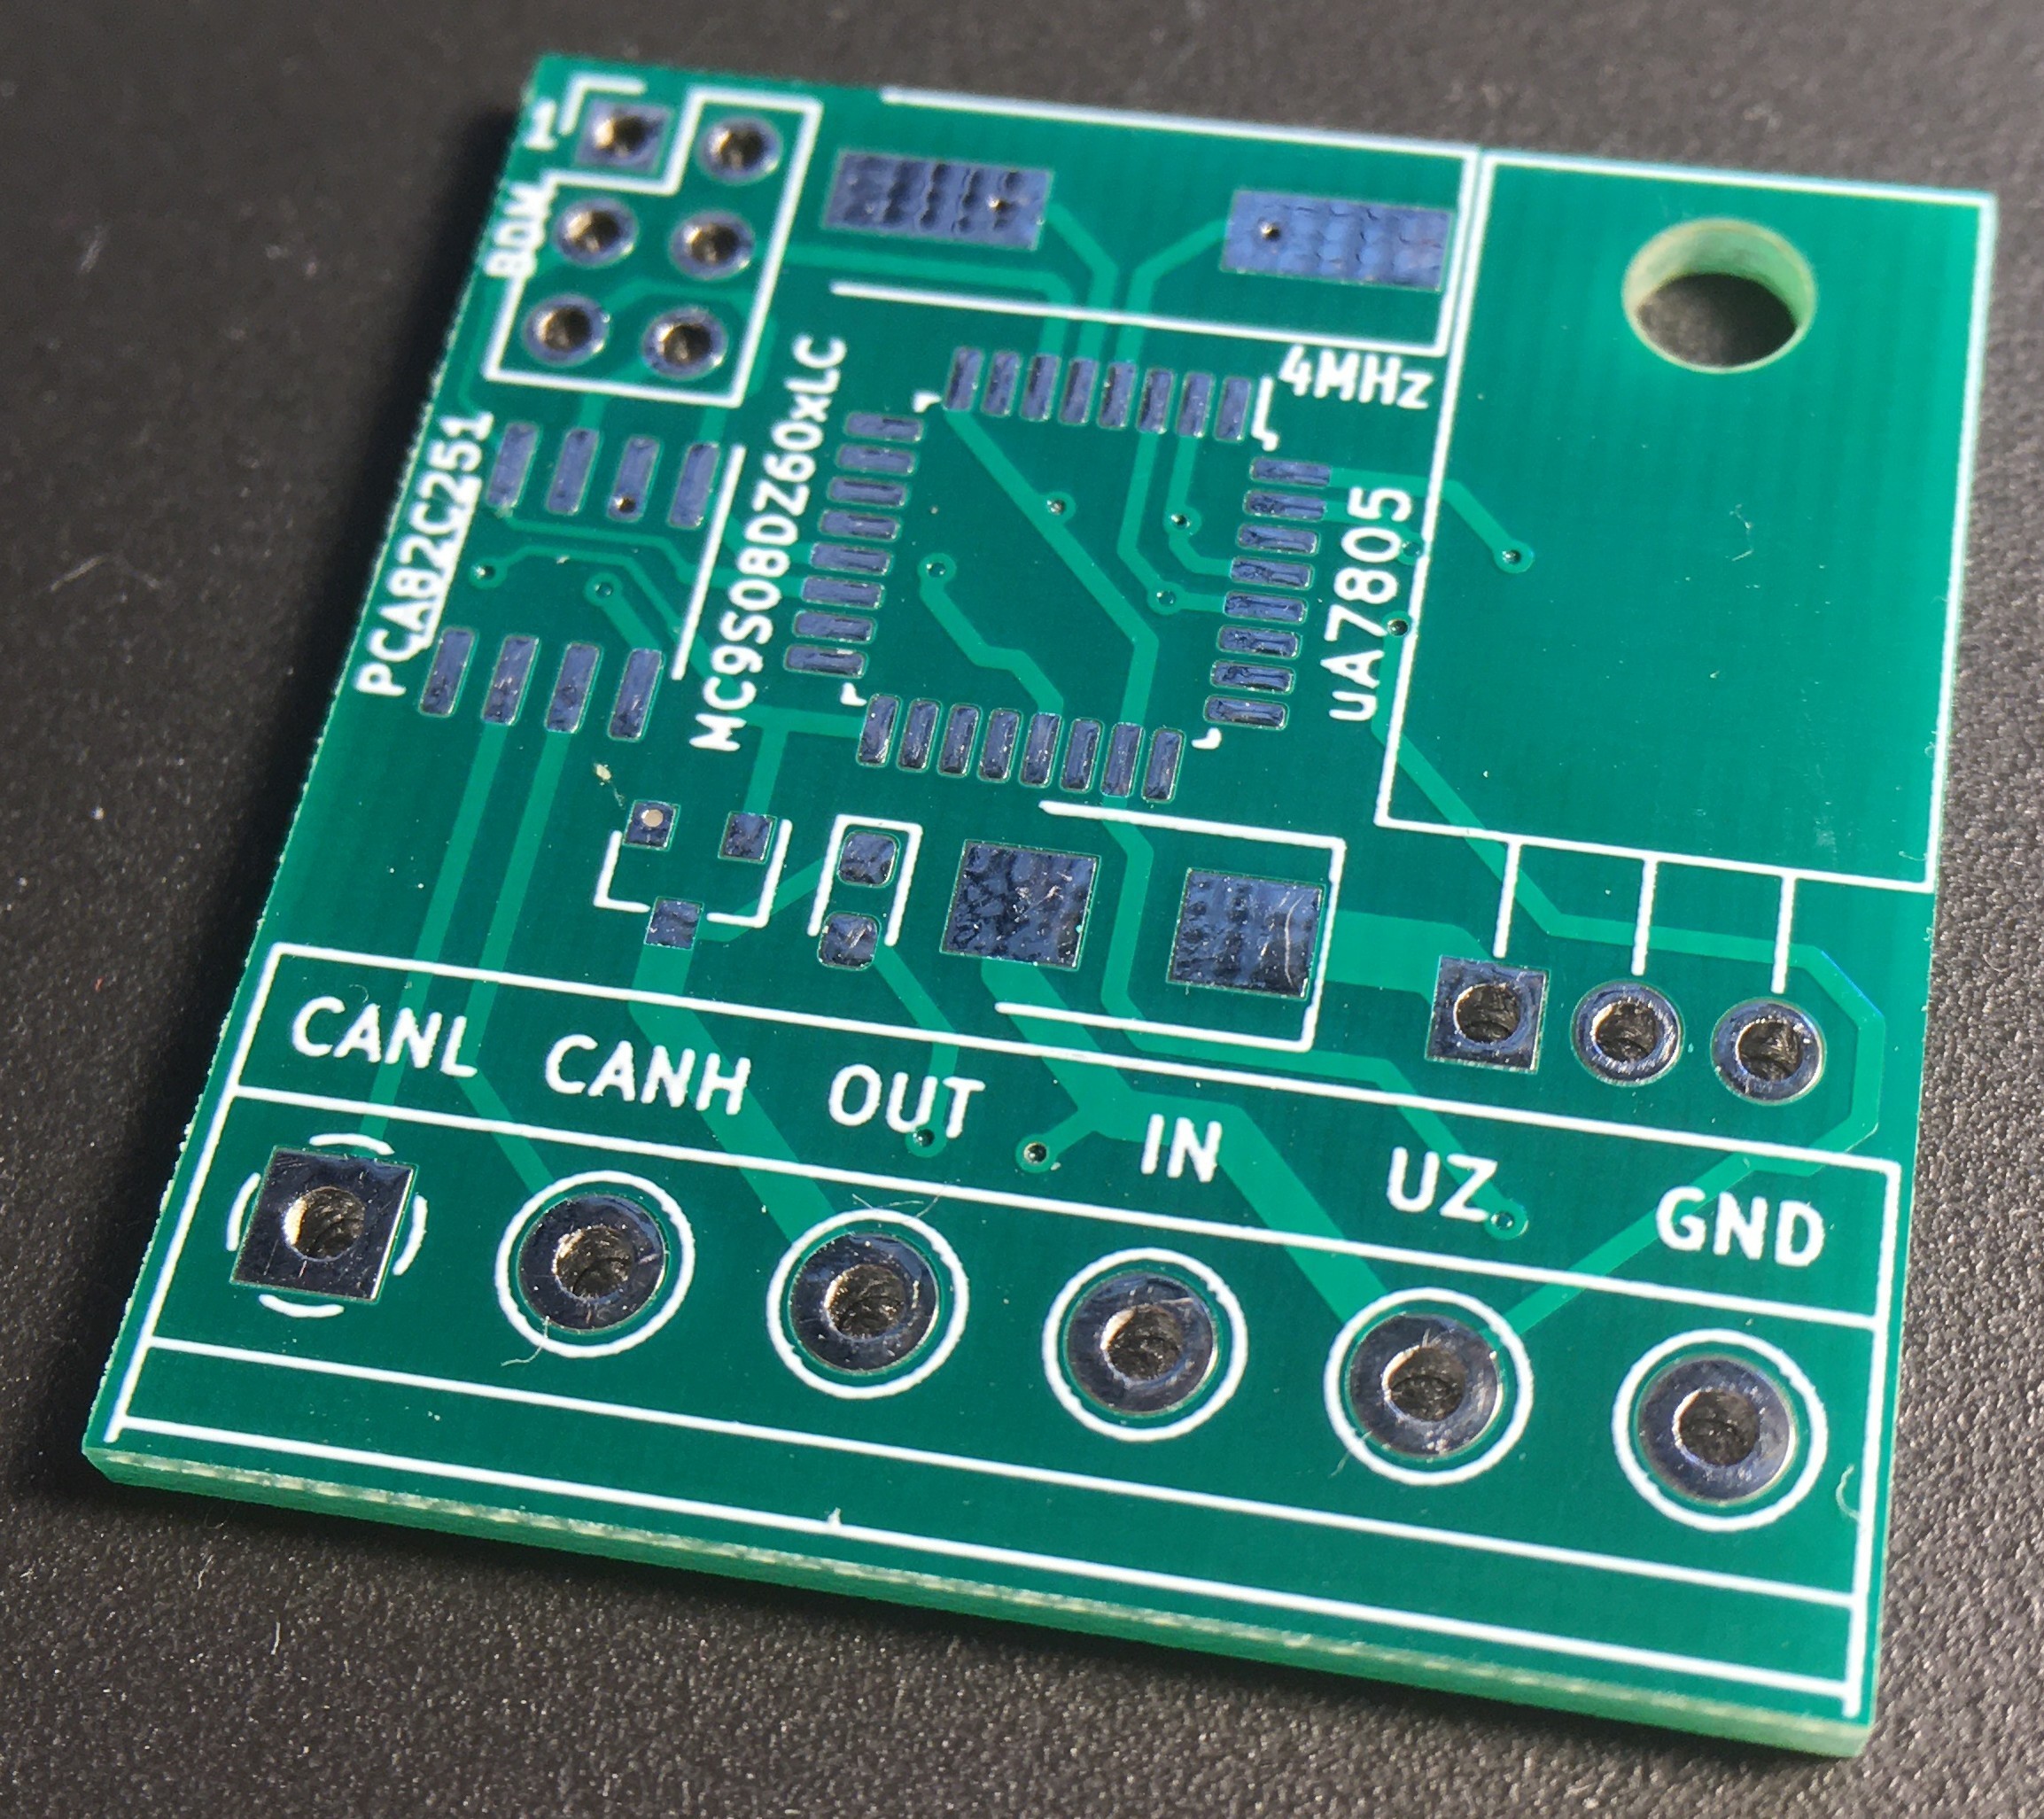 1
BDM
4MHz
PCA82C251
MC9S08DZ60xLC
uA7805
CANL
CANH
OUT
IN
UZ
GND